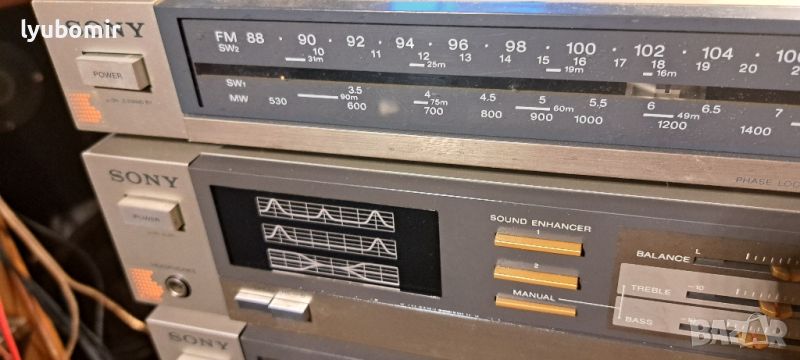 lyubomir
SONY
POWER
FM 88 90 92 94 96 98 100 102 104 106
SW2 10 11 12 13 14 15 16 17 18 19 20
31m 25m 19m 16m
SW1 3.5 4 4.5 5 5.5 6 6.5 7
90m 75m 60m 49m
MW 530 600 700 800 900 1000 1200 1400
PHASE LOC
SONY
POWER
HEADPHONES
SOUND ENHANCER
1
2
MANUAL
BALANCE L
TREBLE -10
BASS -10
SONY
BAZAR